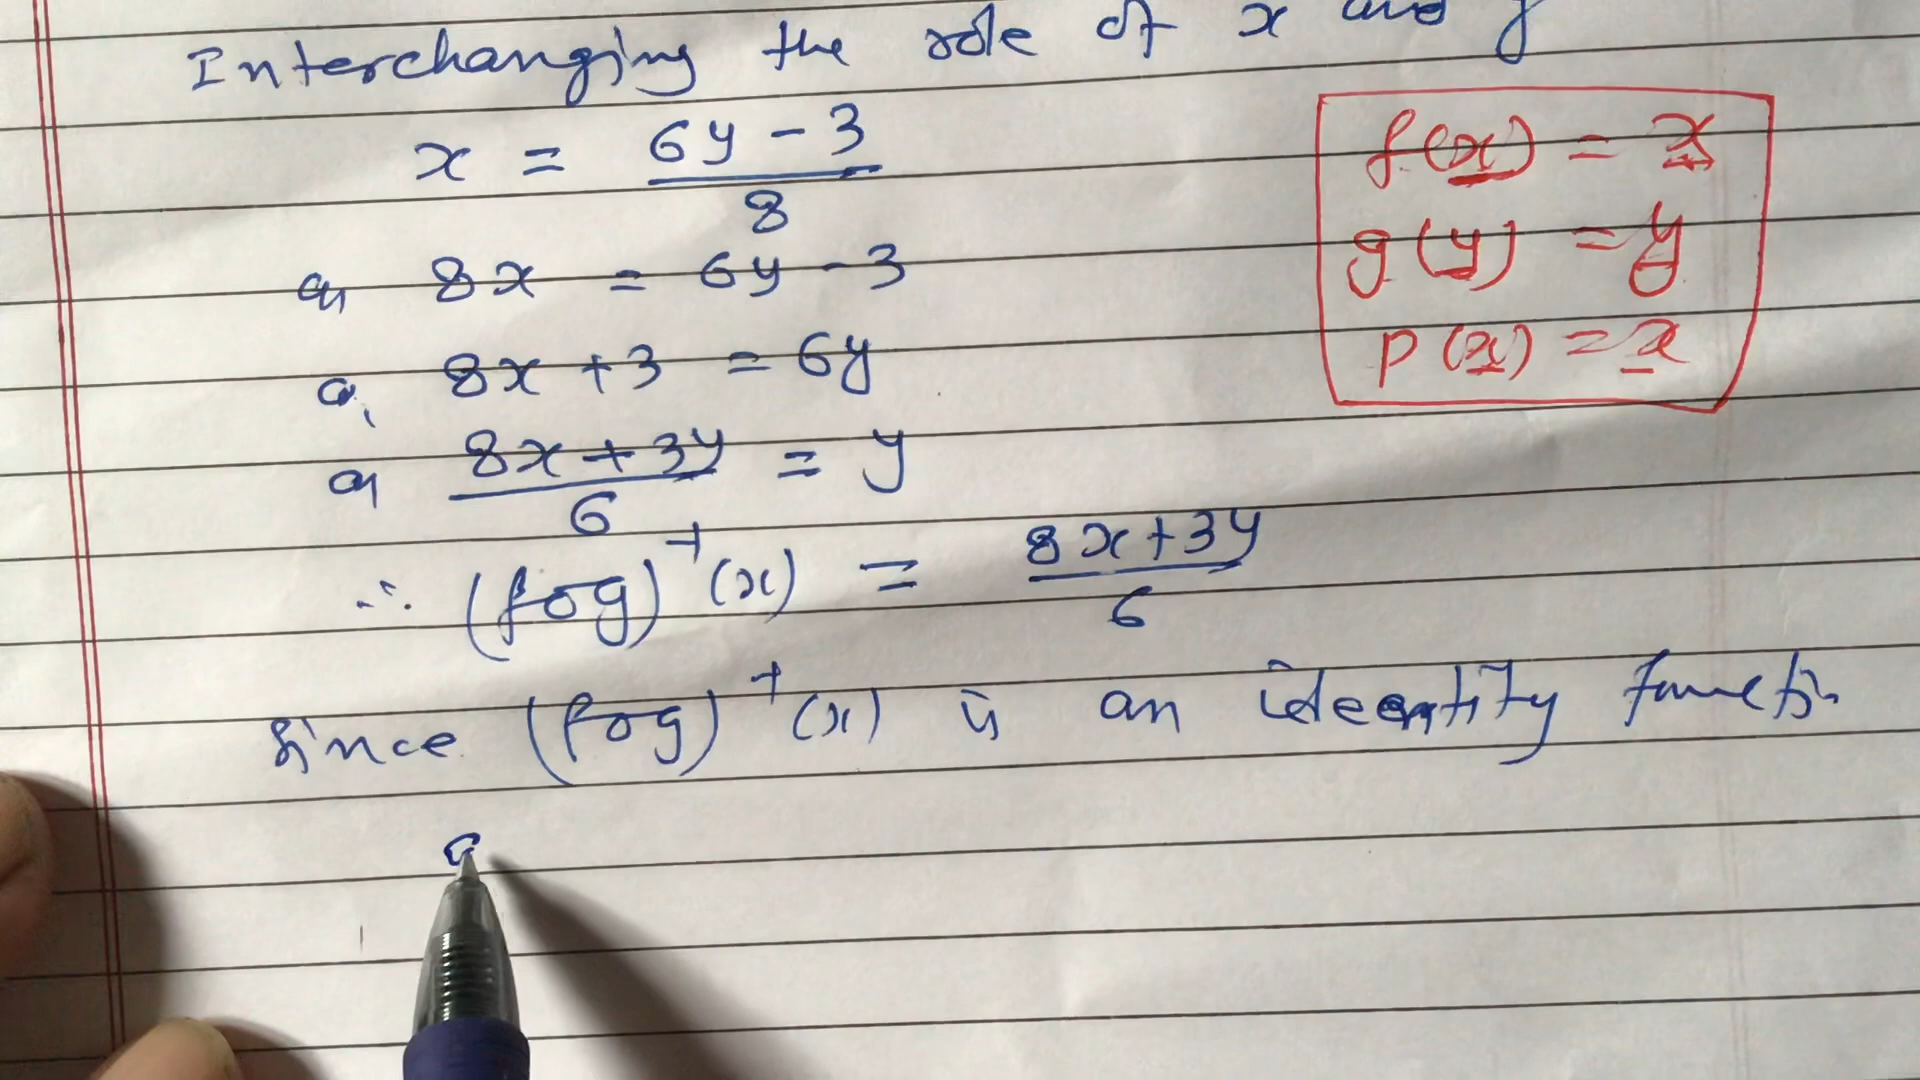 Interchanging the role of x and y
x = 6y - 3 / 8
or 8x = 6y - 3
or, 8x + 3 = 6y
or 8x + 3y / 6 = y
∴ (fog)⁻¹(x) = 8x + 3y / 6
Since (fog)⁻¹(x) is an identity function
f(x) = x
g(y) = y
P(x) = x